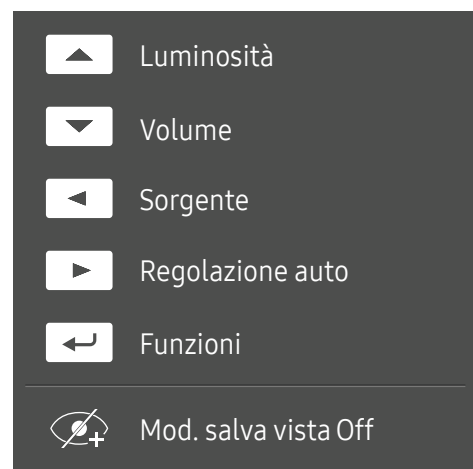 Luminosità
Volume
Sorgente
Regolazione auto
Funzioni
Mod. salva vista Off